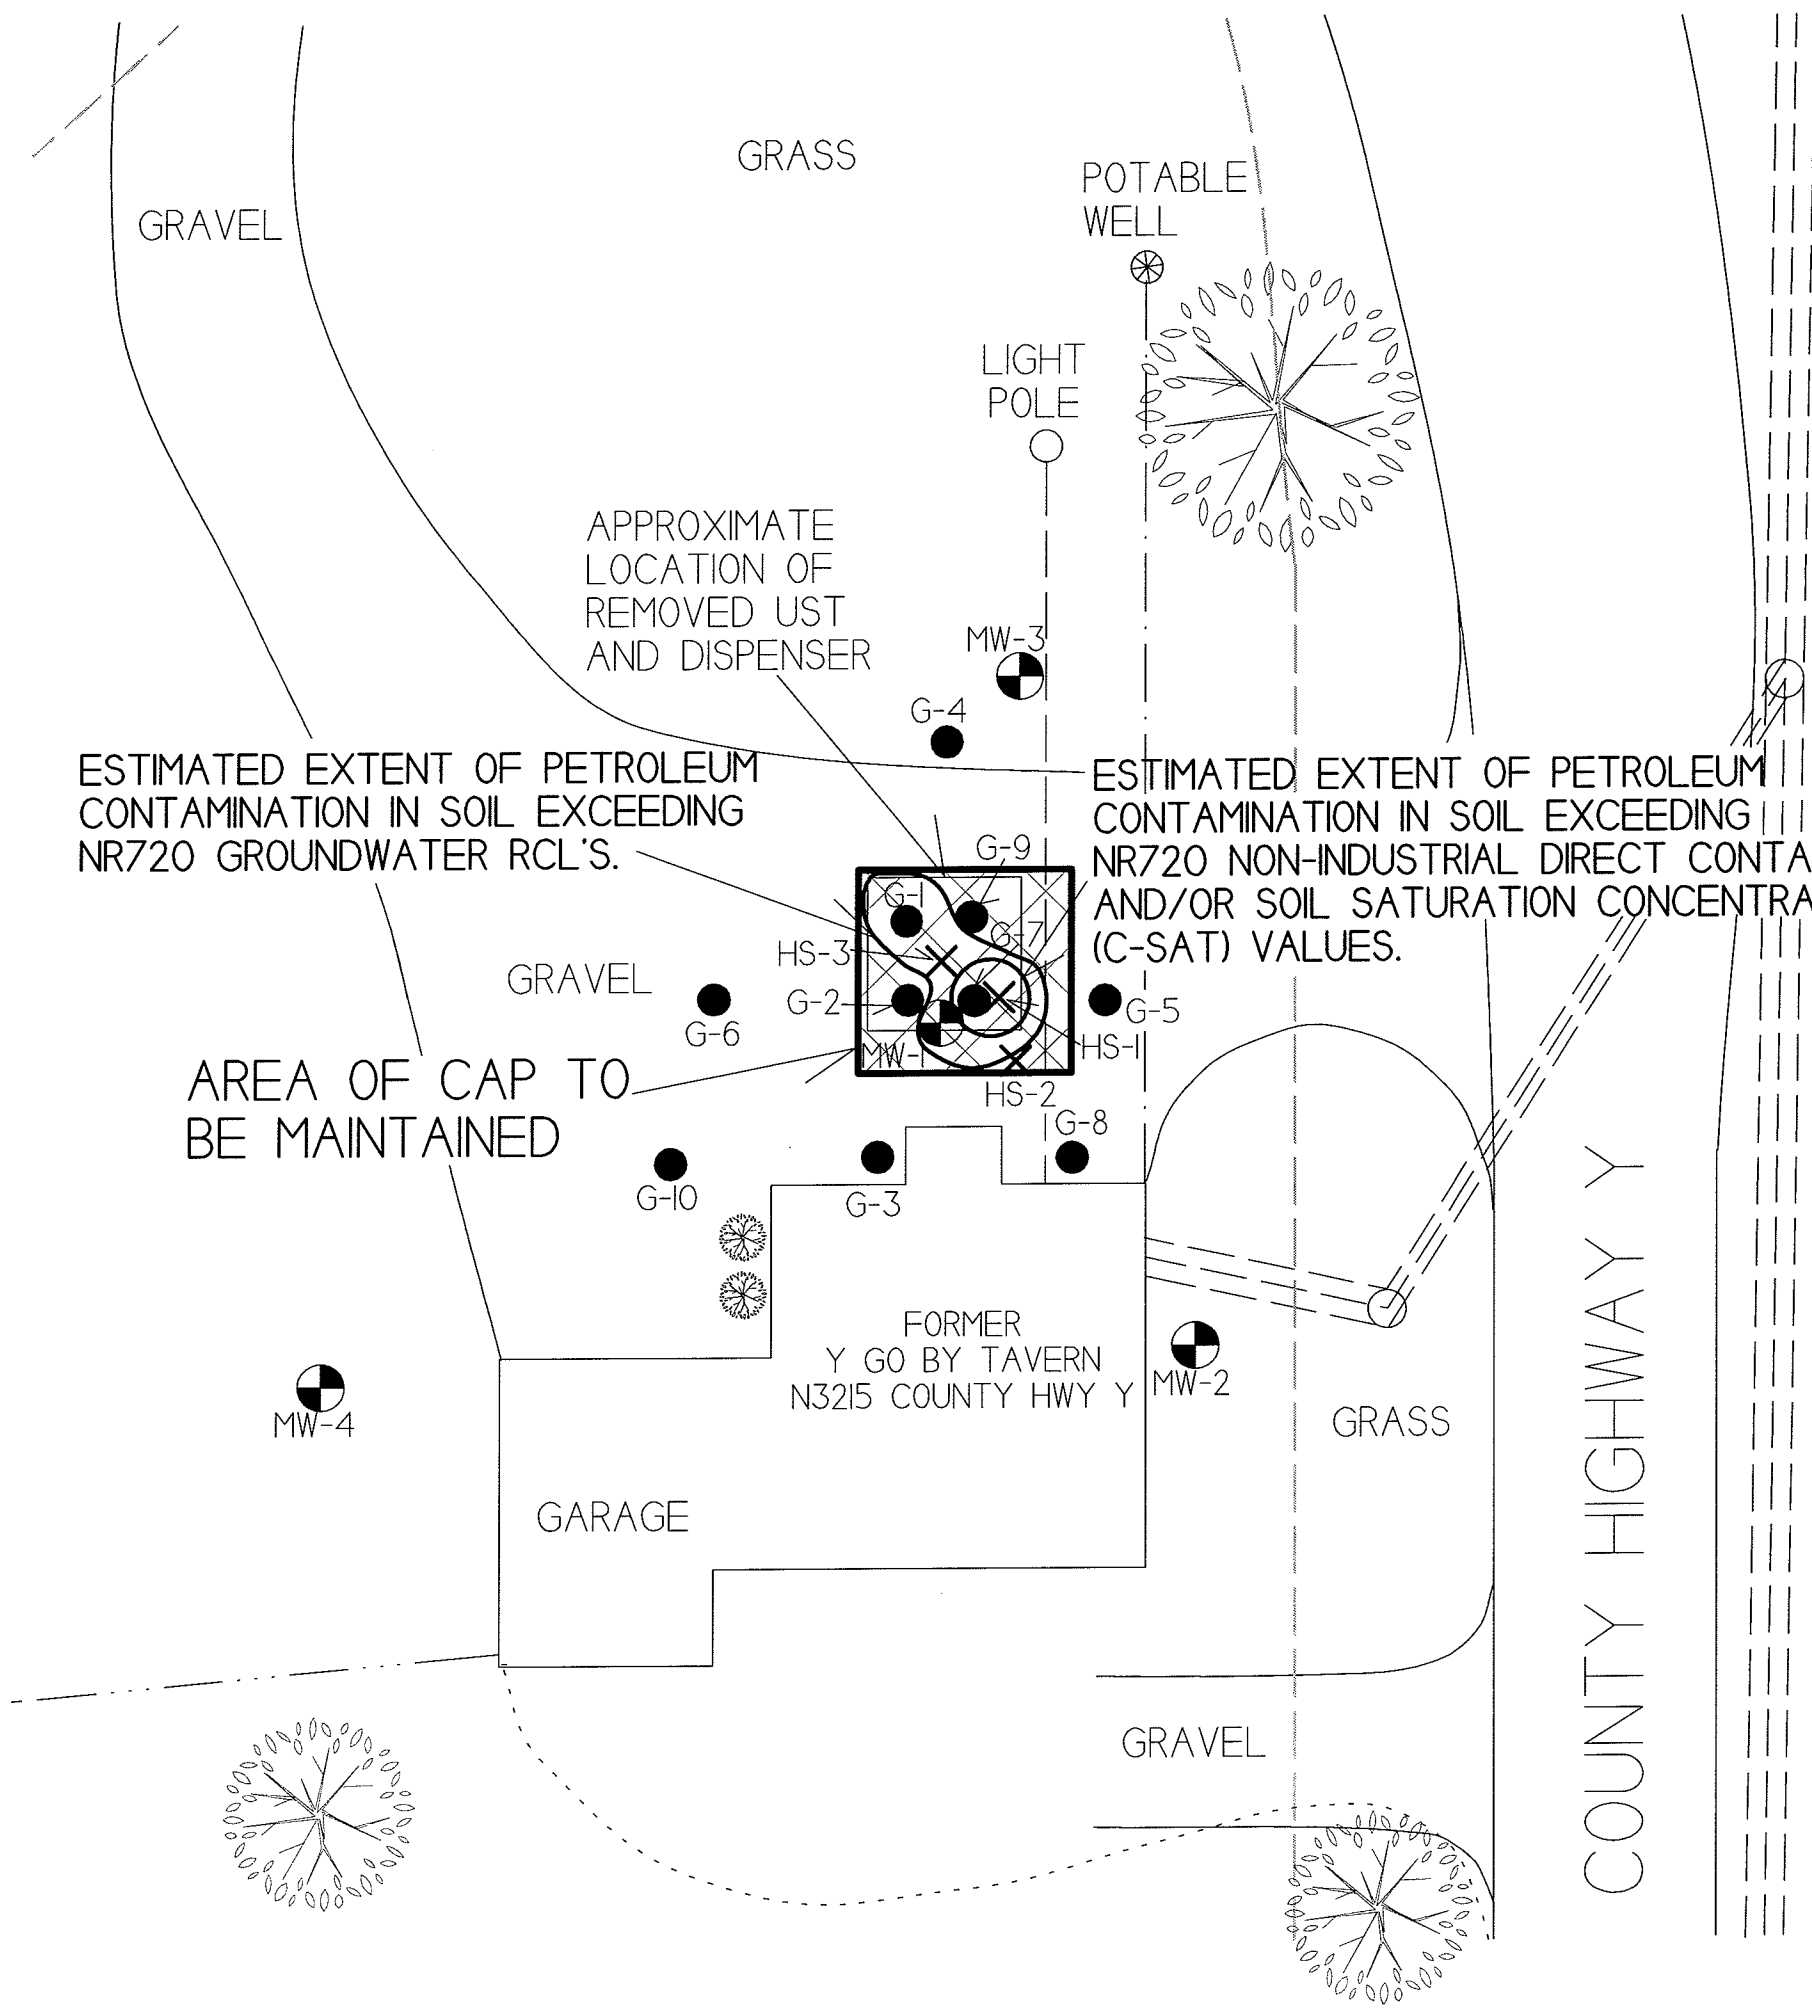 GRASS
POTABLE
WELL
GRAVEL
LIGHT
POLE
APPROXIMATE
LOCATION OF
REMOVED UST
AND DISPENSER
MW-3
G-4
ESTIMATED EXTENT OF PETROLEUM
CONTAMINATION IN SOIL EXCEEDING
NR720 GROUNDWATER RCL'S.
ESTIMATED EXTENT OF PETROLEUM
CONTAMINATION IN SOIL EXCEEDING
NR720 NON-INDUSTRIAL DIRECT CONTA
AND/OR SOIL SATURATION CONCENTRA
(C-SAT) VALUES.
G-9
G-1
G-7
HS-3
GRAVEL
G-2
G-5
G-6
MW-1
HS-1
HS-2
AREA OF CAP TO
BE MAINTAINED
G-8
G-10
G-3
FORMER
Y GO BY TAVERN
N3215 COUNTY HWY Y
MW-2
MW-4
GRASS
GARAGE
GRAVEL
COUNTY HIGHWAY Y